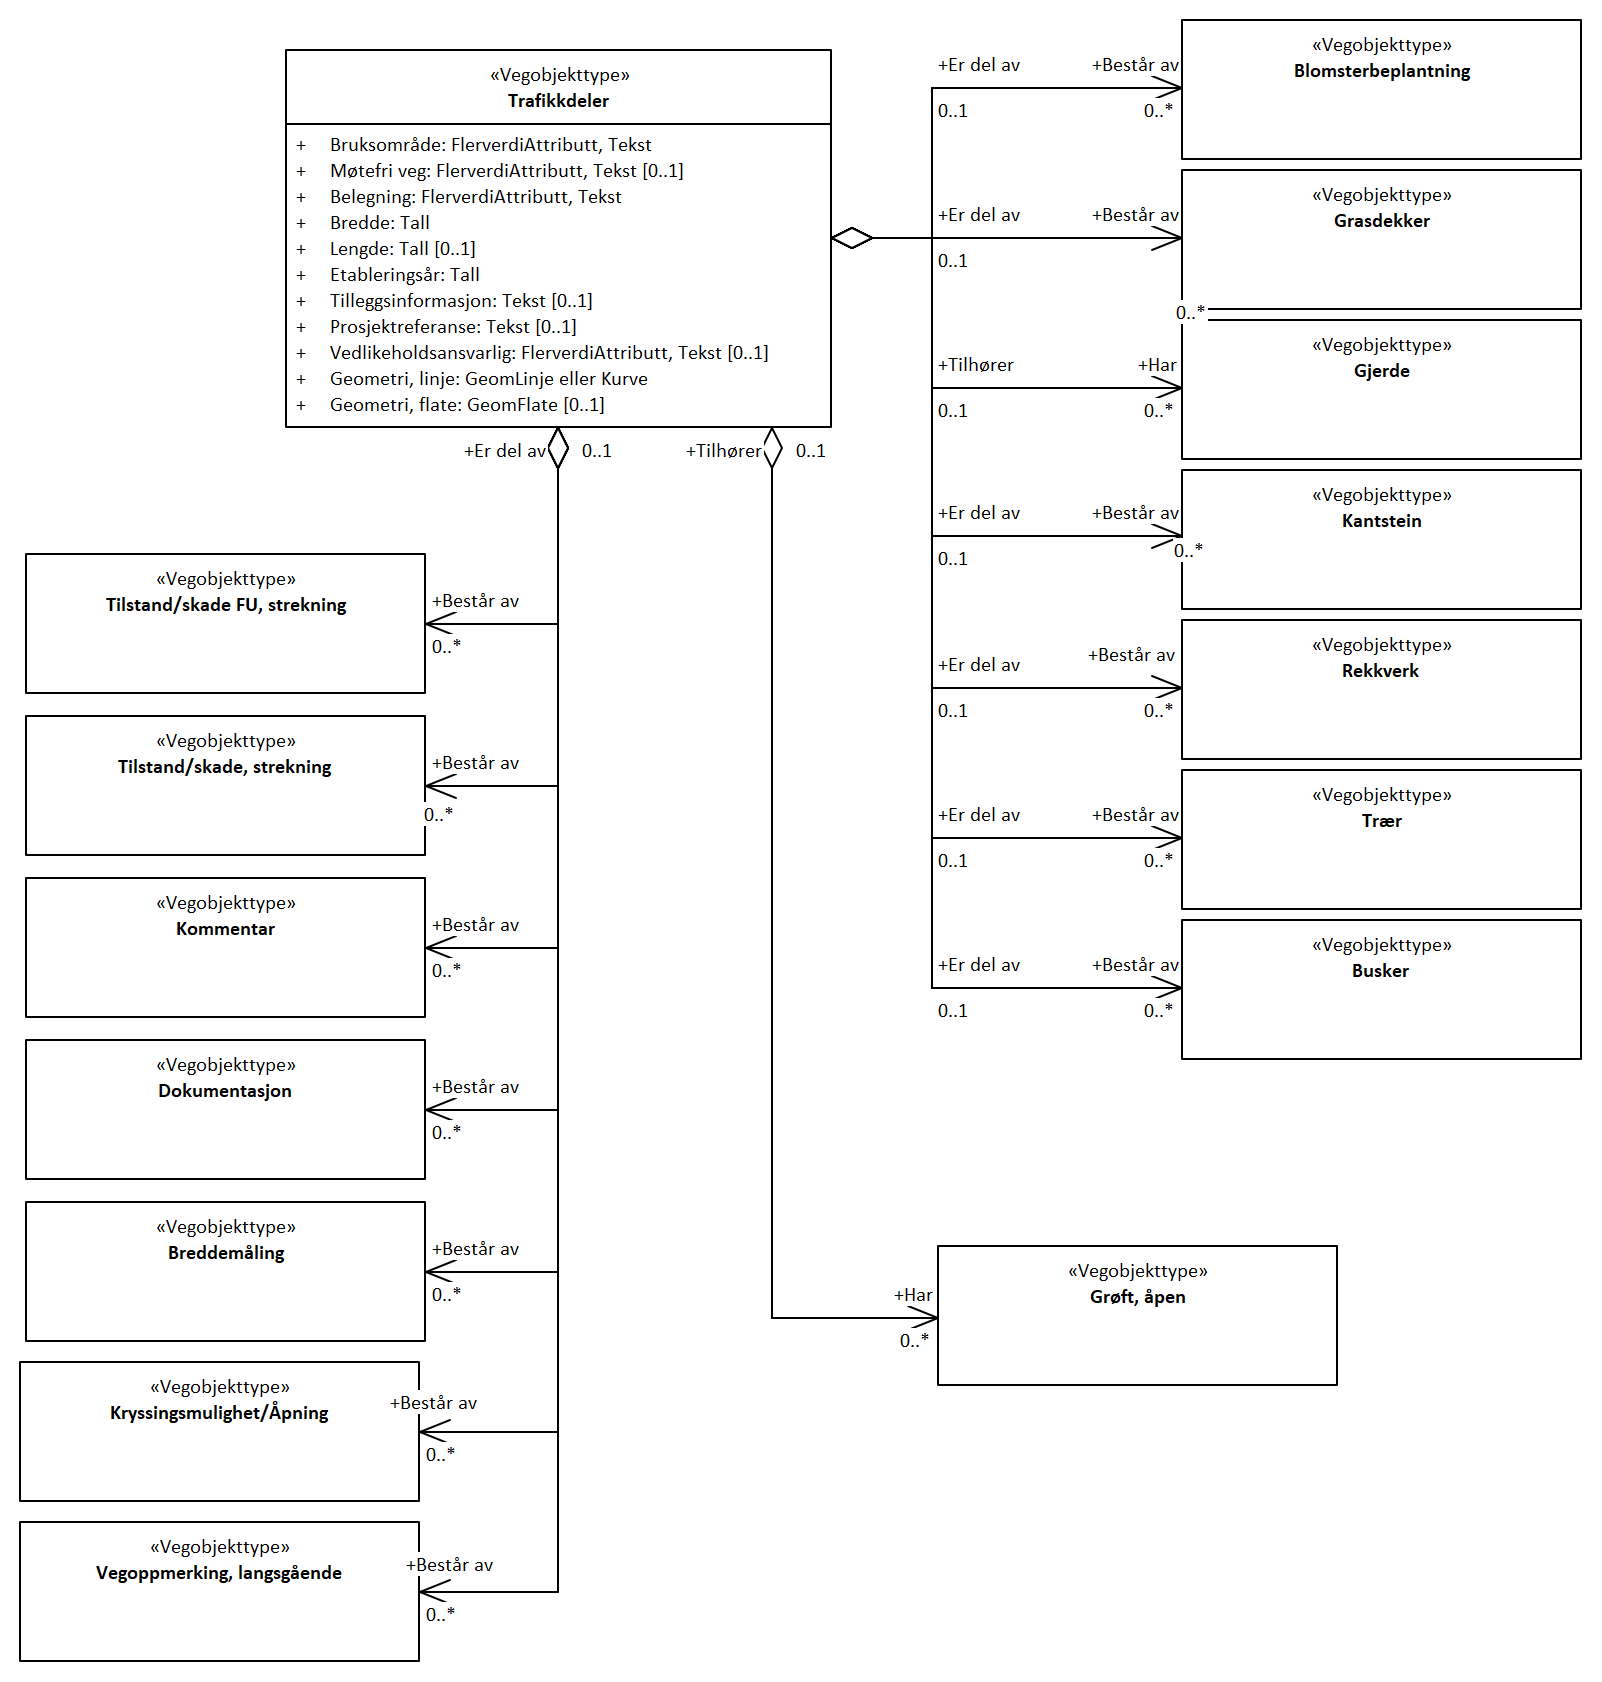 «Vegobjekttype»
Trafikkdeler
+ Bruksområde: FlerverdiAttributt, Tekst
+ Møtefri veg: FlerverdiAttributt, Tekst [0..1]
+ Belegning: FlerverdiAttributt, Tekst
+ Bredde: Tall
+ Lengde: Tall [0..1]
+ Etableringsår: Tall
+ Tilleggsinformasjon: Tekst [0..1]
+ Prosjektreferanse: Tekst [0..1]
+ Vedlikeholdsansvarlig: FlerverdiAttributt, Tekst [0..1]
+ Geometri, linje: GeomLinje eller Kurve
+ Geometri, flate: GeomFlate [0..1]
+Er del av 0..1
+Tilhører 0..1
+Er del av +Består av
0..1 0..*
«Vegobjekttype»
Blomsterbeplantning
+Er del av +Består av
0..1
0..*
«Vegobjekttype»
Grasdekker
+Tilhører +Har
0..1 0..*
«Vegobjekttype»
Gjerde
+Er del av +Består av
0..1 0..*
«Vegobjekttype»
Kantstein
+Er del av +Består av
0..1 0..*
«Vegobjekttype»
Rekkverk
+Er del av +Består av
0..1 0..*
«Vegobjekttype»
Trær
+Er del av +Består av
0..1 0..*
«Vegobjekttype»
Busker
«Vegobjekttype»
Tilstand/skade FU, strekning
+Består av
0..*
«Vegobjekttype»
Tilstand/skade, strekning
+Består av
0..*
«Vegobjekttype»
Kommentar
+Består av
0..*
«Vegobjekttype»
Dokumentasjon
+Består av
0..*
«Vegobjekttype»
Breddemåling
+Består av
0..*
«Vegobjekttype»
Kryssingsmulighet/Åpning
+Består av
0..*
«Vegobjekttype»
Vegoppmerking, langsgående
+Består av
0..*
+Har
0..*
«Vegobjekttype»
Grøft, åpen